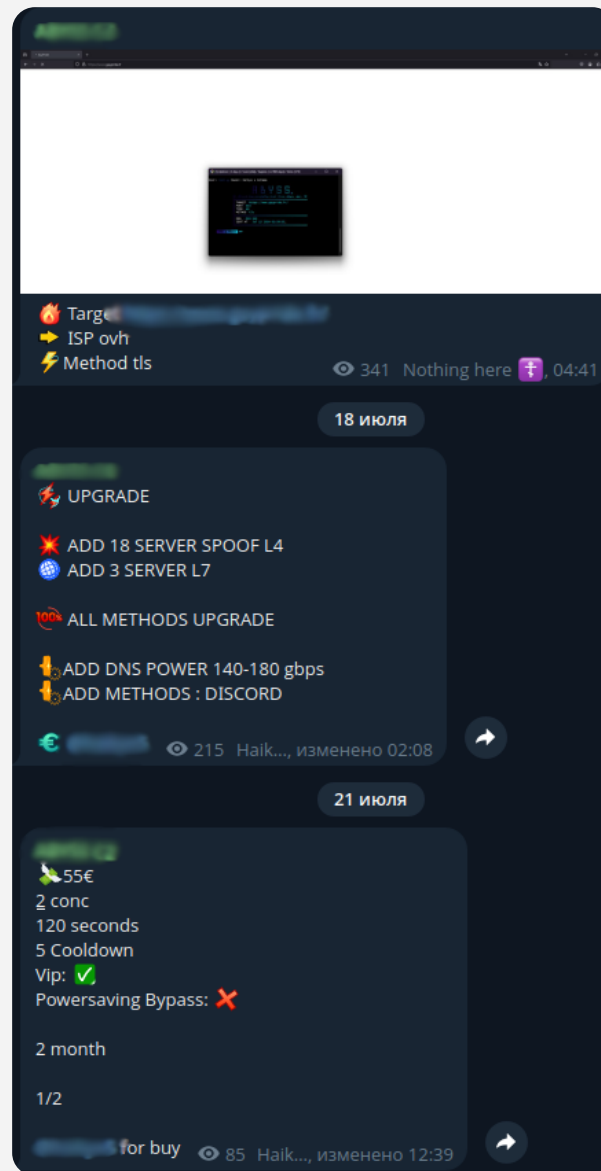 Targe
ISP ovh
Method tls
341 Nothing here , 04:41
18 июля
UPGRADE
ADD 18 SERVER SPOOF L4
ADD 3 SERVER L7
100% ALL METHODS UPGRADE
ADD DNS POWER 140-180 gbps
ADD METHODS : DISCORD
215 Haik..., изменено 02:08
21 июля
55€
2 conc
120 seconds
5 Cooldown
Vip:
Powersaving Bypass:
2 month
1/2
for buy 85 Haik..., изменено 12:39